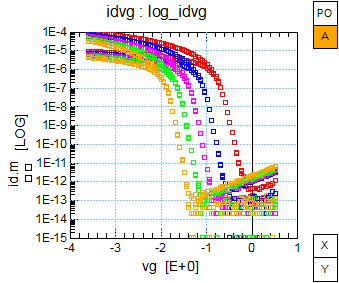 idvg : log_idvg
PO
A
1E-4
1E-5
1E-6
1E-7
1E-8
1E-9
1E-10
1E-11
1E-12
1E-13
1E-14
1E-15
id.m [LOG]
-4 -3 -2 -1 0 1
vg [E+0]
X
Y